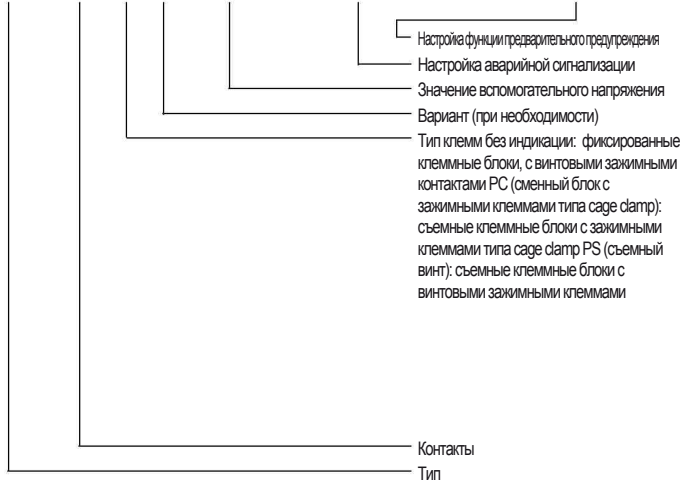 Настройка функции предварительного предупреждения
Настройка аварийной сигнализации
Значение вспомогательного напряжения
Вариант (при необходимости)
Тип клемм без индикации: фиксированные
клеммные блоки, с винтовыми зажимными
контактами PC (сменный блок с
зажимными клеммами типа cage clamp):
съемные клеммные блоки с зажимными
клеммами типа cage clamp PS (съемный
винт): съемные клеммные блоки с
винтовыми зажимными клеммами
Контакты
Тип